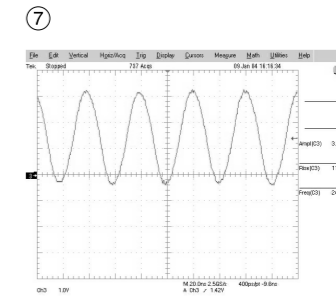 7
File Edit Vertical Horiz/Acq Trig Display Cursors Measure Math Utilities Help
Tek Stopped 737 Acqs 09 Jan 04 16:16:34
Ampl(C3) 3.
Rise(C3)
Freq(C3)
Ch3 1.0V M 20.0ns 2.5GS/s 400ps/pt -9.8ns
A Ch3 1.42V